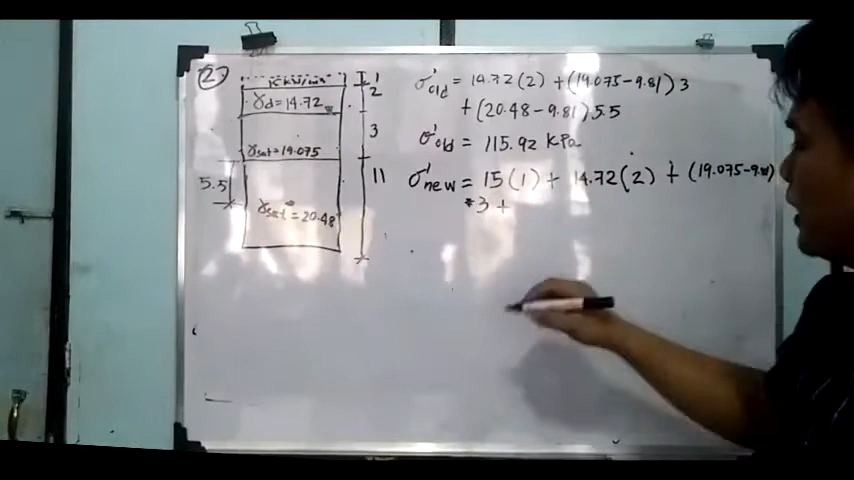 2.
1
2
γd = 14.72
3
γsat = 19.075
5.5
11
γsat = 20.48
σ'old = 14.72(2) + (19.075-9.81)3
+ (20.48-9.81)5.5
σ'old = 115.92 KPa
σ'new = 15(1) + 14.72(2) + (19.075-9.81)
*3 +